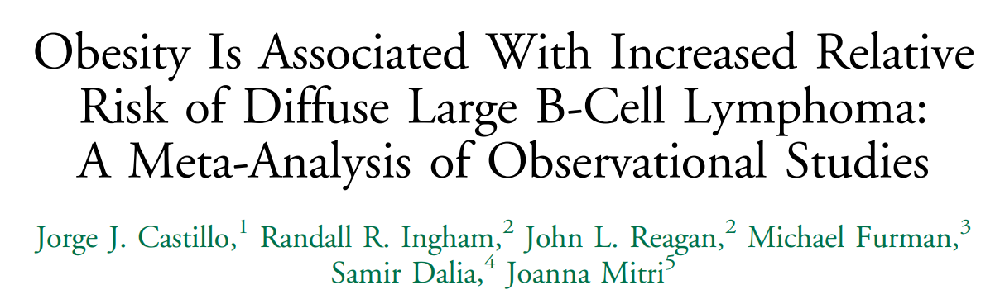 Obesity Is Associated With Increased Relative
Risk of Diffuse Large B-Cell Lymphoma:
A Meta-Analysis of Observational Studies
Jorge J. Castillo,1 Randall R. Ingham,2 John L. Reagan,2 Michael Furman,3
Samir Dalia,4 Joanna Mitri5